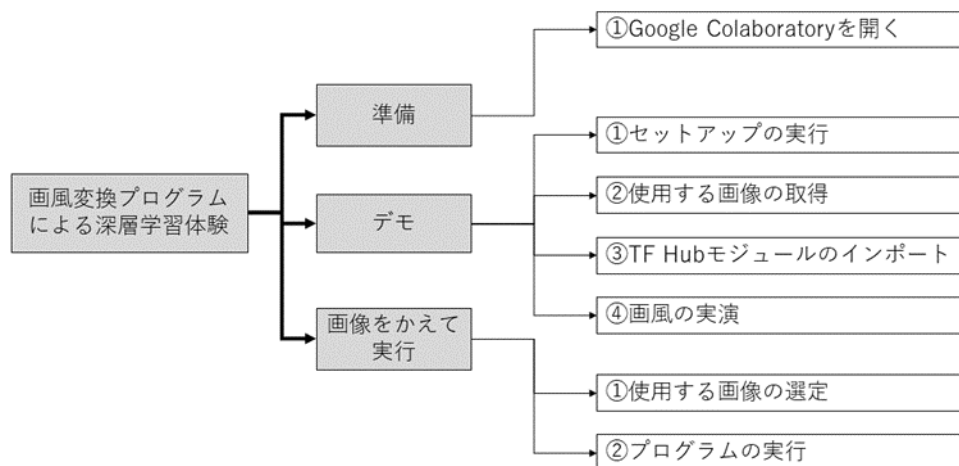 画風変換プログラム
による深層学習体験
準備
①Google Colaboratoryを開く
デモ
①セットアップの実行
②使用する画像の取得
③TF Hubモジュールのインポート
④画風の実演
画像をかえて
実行
①使用する画像の選定
②プログラムの実行